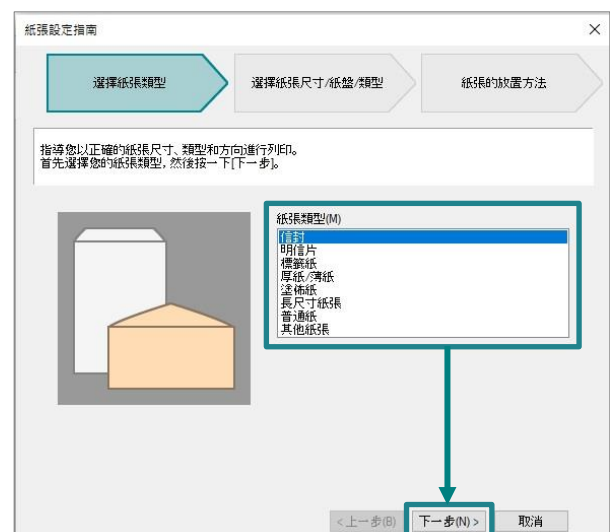 紙張設定指南
選擇紙張類型
選擇紙張尺寸/紙盤/類型
紙張的放置方法
指導您以正確的紙張尺寸、類型和方向進行列印。
首先選擇您的紙張類型，然後按一下[下一步]。
紙張類型(M)
信封
明信片
標籤紙
厚紙/薄紙
塗佈紙
長尺寸紙張
普通紙
其他紙張
<上一步(B)
下一步(N) >
取消